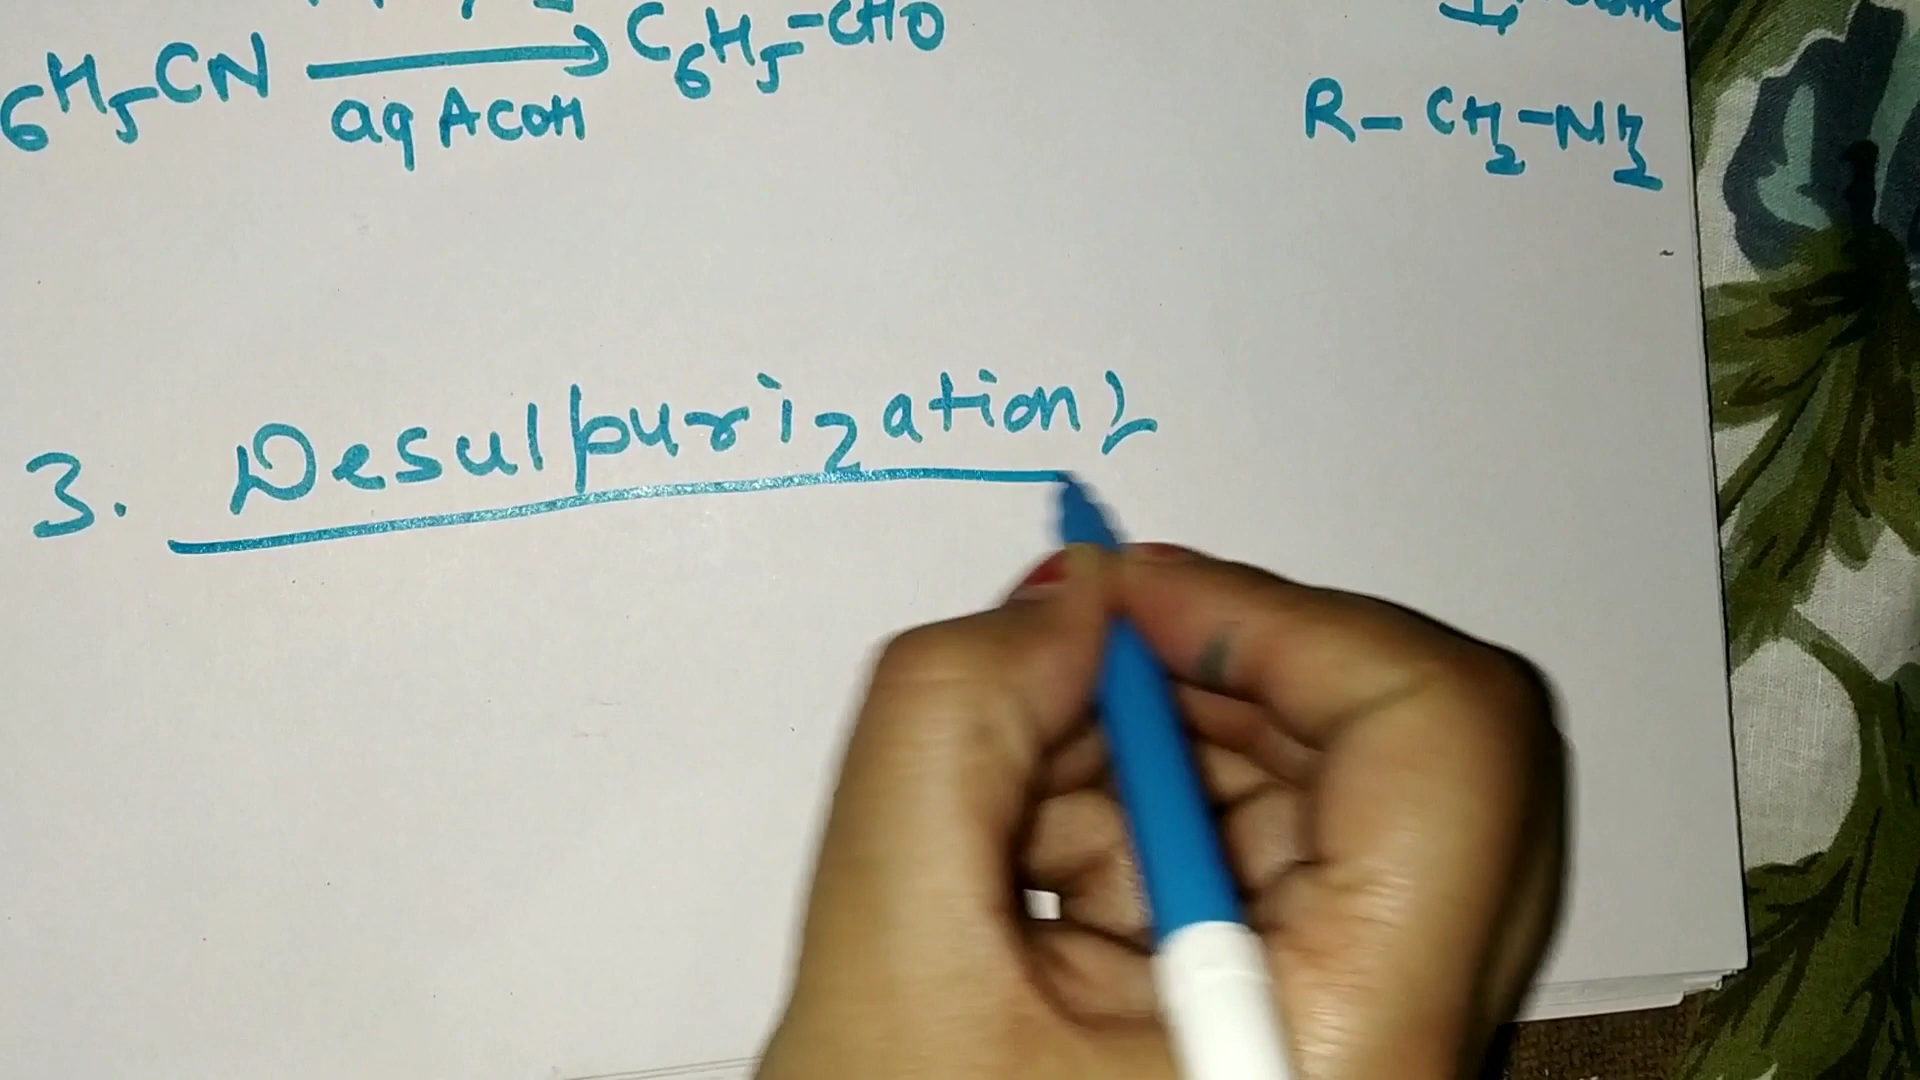 6H5CN → C6H5-CHO
aq AcOH
R-CH2-NH2
3. Desulpurization:-